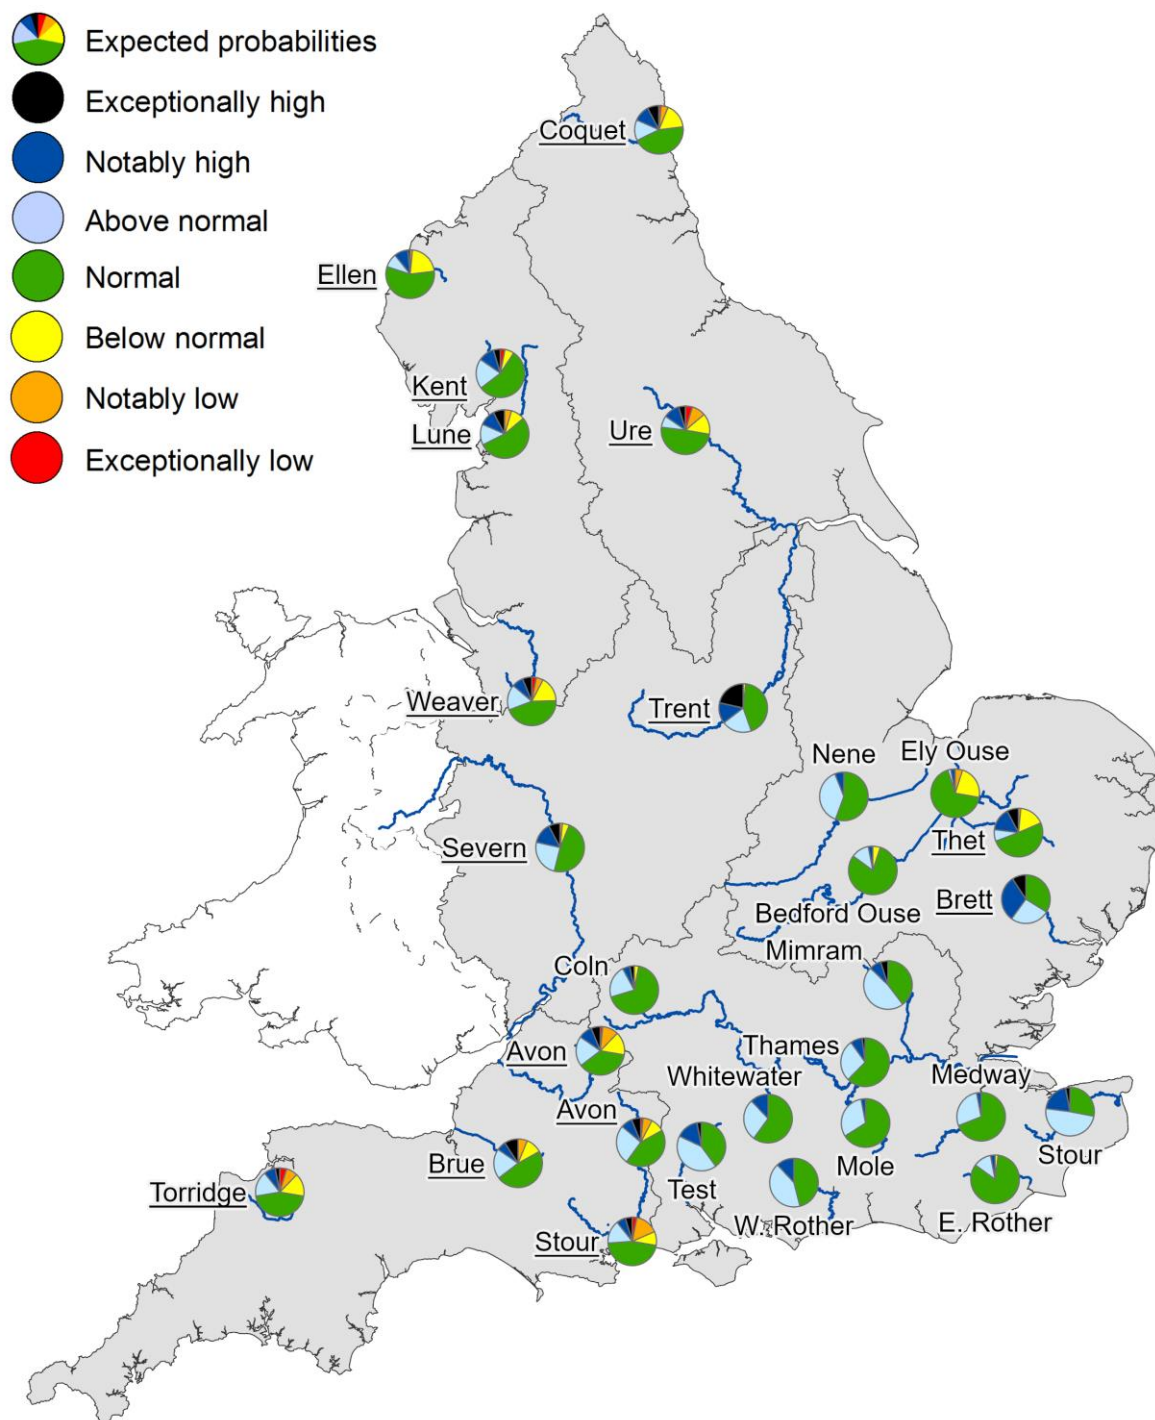 Expected probabilities
Exceptionally high
Notably high
Above normal
Normal
Below normal
Notably low
Exceptionally low
Coquet
Ellen
Kent
Lune
Ure
Weaver
Trent
Nene
Ely Ouse
Thet
Severn
Bedford Ouse
Brett
Mimram
Coln
Avon
Thames
Whitewater
Medway
Avon
Brue
Test
Mole
Stour
Torridge
W. Rother
E. Rother
Stour